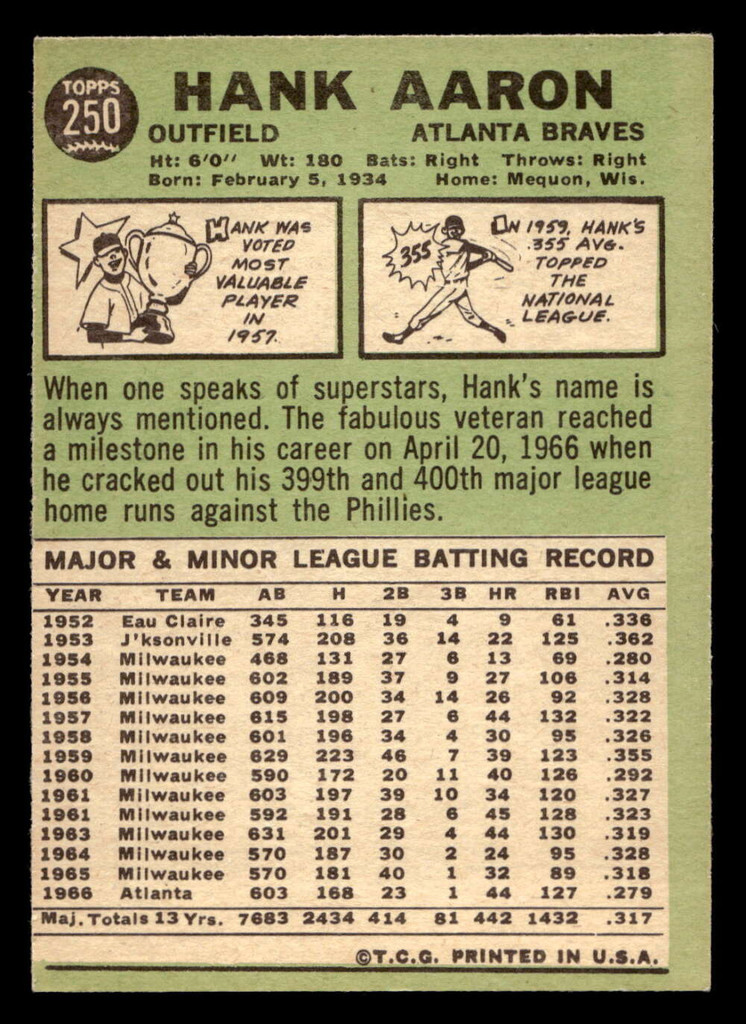 TOPPS
250
HANK AARON
OUTFIELD ATLANTA BRAVES
Ht: 6'0" Wt: 180 Bats: Right Throws: Right
Born: February 5, 1934 Home: Mequon, Wis.
HANK WAS
VOTED
MOST
VALUABLE
PLAYER
IN
1957.
355
IN 1959, HANK'S
.355 AVG.
TOPPED
THE
NATIONAL
LEAGUE.
When one speaks of superstars, Hank's name is
always mentioned. The fabulous veteran reached
a milestone in his career on April 20, 1966 when
he cracked out his 399th and 400th major league
home runs against the Phillies.
MAJOR & MINOR LEAGUE BATTING RECORD
YEAR TEAM AB H 2B 3B HR RBI AVG
1952 Eau Claire 345 116 19 4 9 61 .336
1953 J'ksonville 574 208 36 14 22 125 .362
1954 Milwaukee 468 131 27 6 13 69 .280
1955 Milwaukee 602 189 37 9 27 106 .314
1956 Milwaukee 609 200 34 14 26 92 .328
1957 Milwaukee 615 198 27 6 44 132 .322
1958 Milwaukee 601 196 34 4 30 95 .326
1959 Milwaukee 629 223 46 7 39 123 .355
1960 Milwaukee 590 172 20 11 40 126 .292
1961 Milwaukee 603 197 39 10 34 120 .327
1961 Milwaukee 592 191 28 6 45 128 .323
1963 Milwaukee 631 201 29 4 44 130 .319
1964 Milwaukee 570 187 30 2 24 95 .328
1965 Milwaukee 570 181 40 1 32 89 .318
1966 Atlanta 603 168 23 1 44 127 .279
Maj. Totals 13 Yrs. 7683 2434 414 81 442 1432 .317
©T.C.G. PRINTED IN U.S.A.